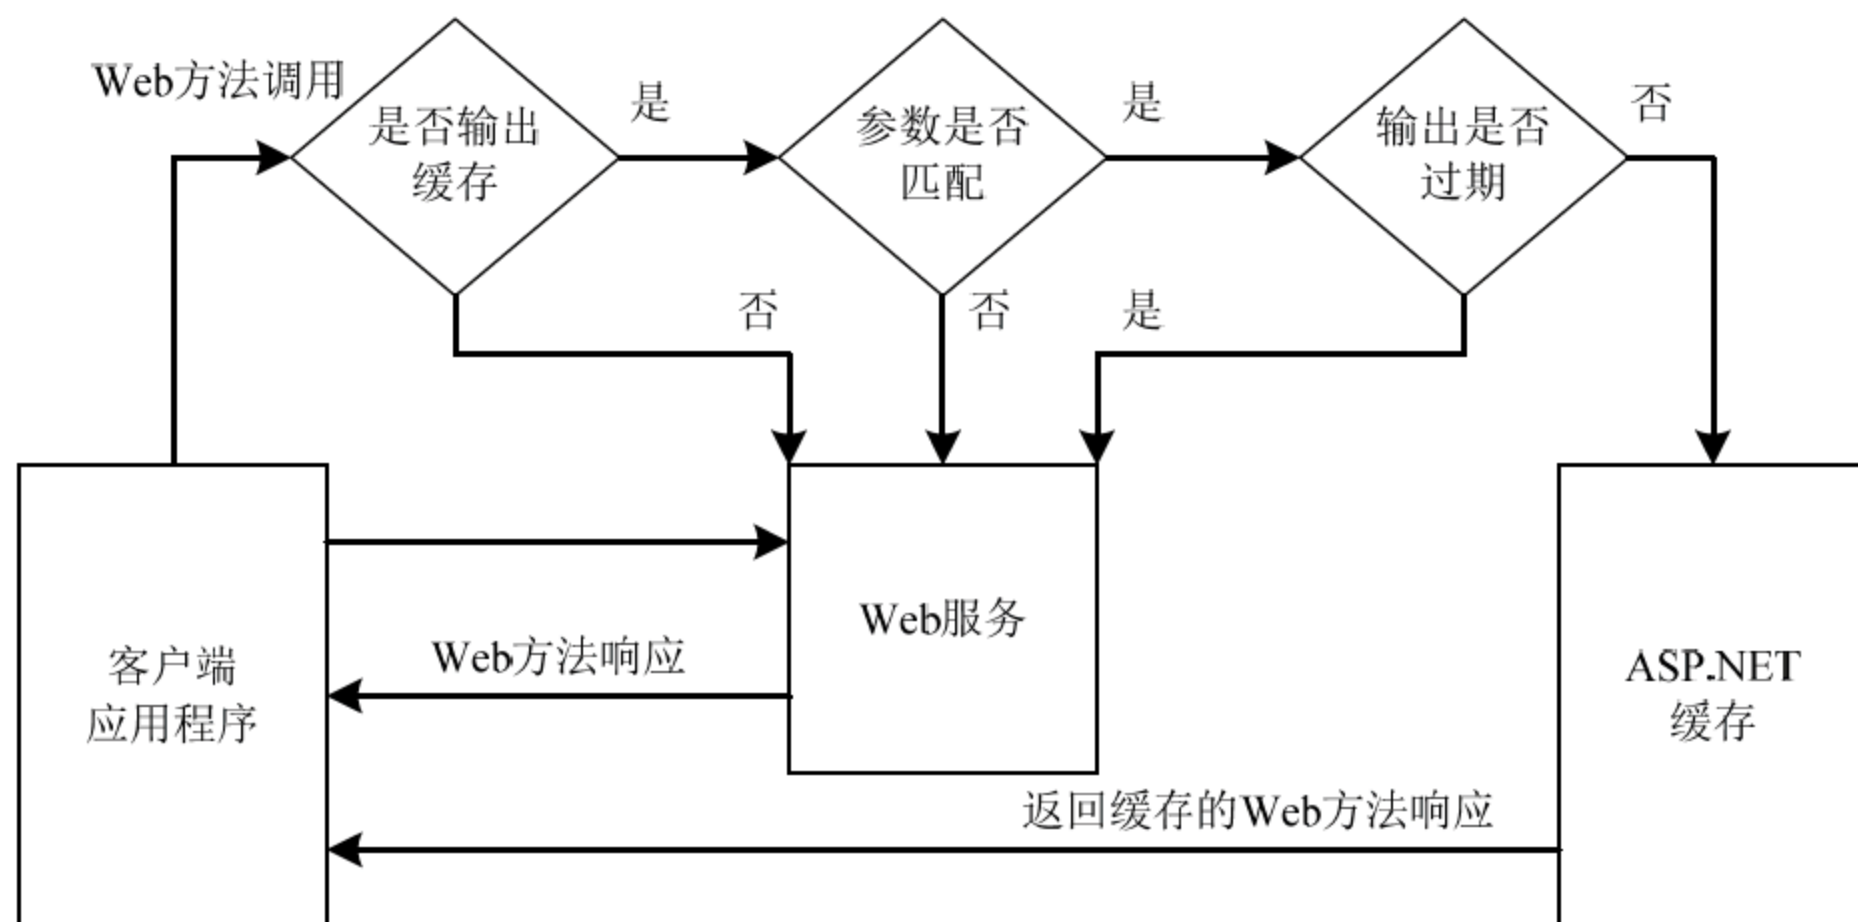 Web方法调用
是否输出
缓存
是
参数是否
匹配
是
输出是否
过期
否
否
否
是
客户端
应用程序
Web方法响应
Web服务
ASP.NET
缓存
返回缓存的Web方法响应